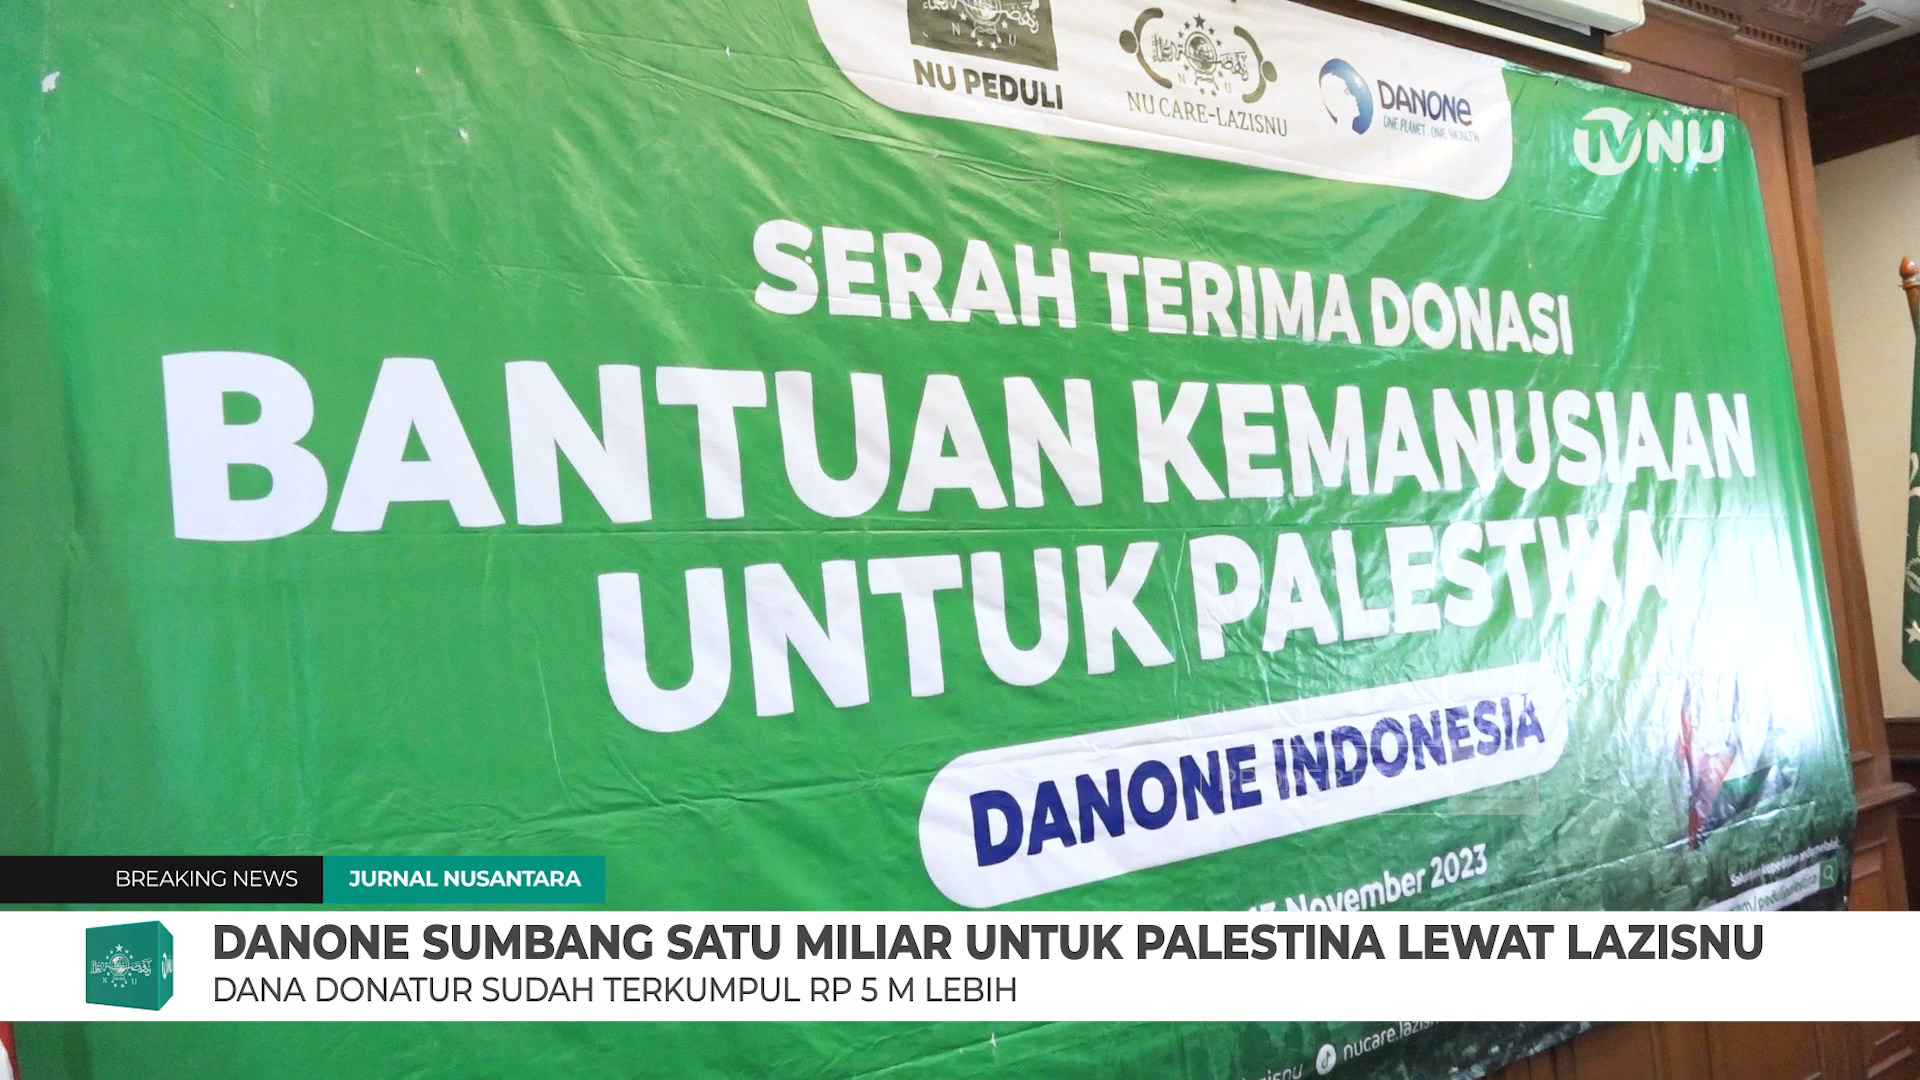 NU PEDULI
NU CARE-LAZISNU
DANONE
ONE PLANET. ONE HEALTH
TVNU
SERAH TERIMA DONASI
BANTUAN KEMANUSIAAN
UNTUK PALESTINA
DANONE INDONESIA
November 2023
BREAKING NEWS
JURNAL NUSANTARA
DANONE SUMBANG SATU MILIAR UNTUK PALESTINA LEWAT LAZISNU
DANA DONATUR SUDAH TERKUMPUL RP 5 M LEBIH